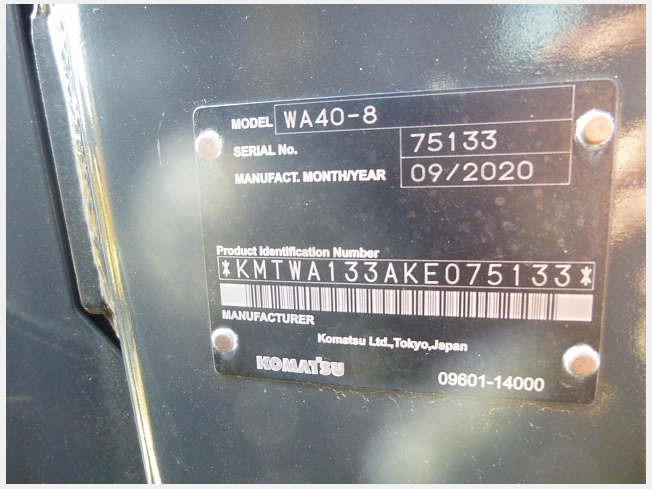 MODEL WA40-8
SERIAL No. 75133
MANUFACT. MONTH/YEAR 09/2020
Product Identification Number
*KMTWA133AKE075133*
MANUFACTURER
Komatsu Ltd.,Tokyo,Japan
KOMATSU
09601-14000